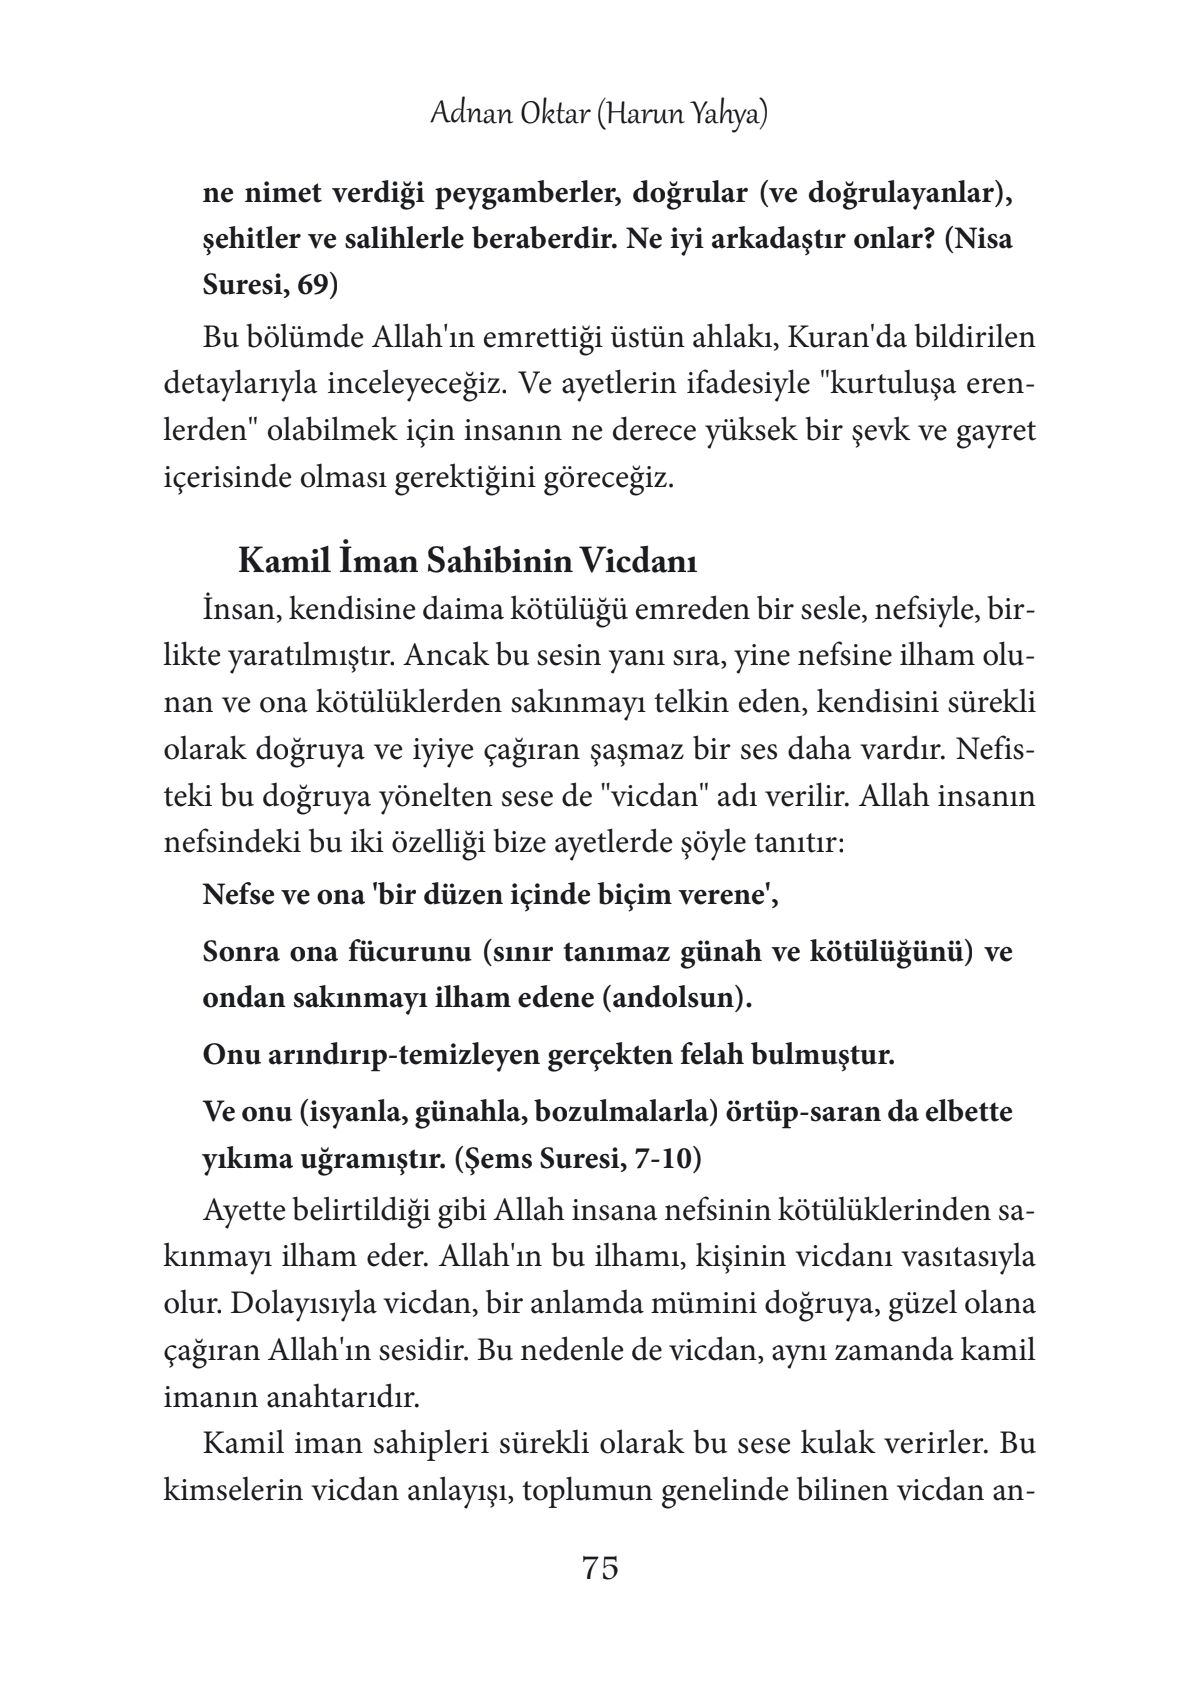 Adnan Oktar (Harun Yahya)
ne nimet verdiği peygamberler, doğrular (ve doğrulayanlar),
şehitler ve salihlerle beraberdir. Ne iyi arkadaştır onlar? (Nisa
Suresi, 69)
Bu bölümde Allah'ın emrettiği üstün ahlakı, Kuran'da bildirilen
detaylarıyla inceleyeceğiz. Ve ayetlerin ifadesiyle "kurtuluşa eren-
lerden" olabilmek için insanın ne derece yüksek bir şevk ve gayret
içerisinde olması gerektiğini göreceğiz.
Kamil İman Sahibinin Vicdanı
İnsan, kendisine daima kötülüğü emreden bir sesle, nefsiyle, bir-
likte yaratılmıştır. Ancak bu sesin yanı sıra, yine nefsine ilham olu-
nan ve ona kötülüklerden sakınmayı telkin eden, kendisini sürekli
olarak doğruya ve iyiye çağıran şaşmaz bir ses daha vardır. Nefis-
teki bu doğruya yönelten sese de "vicdan" adı verilir. Allah insanın
nefsindeki bu iki özelliği bize ayetlerde şöyle tanıtır:
Nefse ve ona 'bir düzen içinde biçim verene',
Sonra ona fücurunu (sınır tanımaz günah ve kötülüğünü) ve
ondan sakınmayı ilham edene (andolsun).
Onu arındırıp-temizleyen gerçekten felah bulmuştur.
Ve onu (isyanla, günahla, bozulmalarla) örtüp-saran da elbette
yıkıma uğramıştır. (Şems Suresi, 7-10)
Ayette belirtildiği gibi Allah insana nefsinin kötülüklerinden sa-
kınmayı ilham eder. Allah'ın bu ilhamı, kişinin vicdanı vasıtasıyla
olur. Dolayısıyla vicdan, bir anlamda mümini doğruya, güzel olana
çağıran Allah'ın sesidir. Bu nedenle de vicdan, aynı zamanda kamil
imanın anahtarıdır.
Kamil iman sahipleri sürekli olarak bu sese kulak verirler. Bu
kimselerin vicdan anlayışı, toplumun genelinde bilinen vicdan an-
75